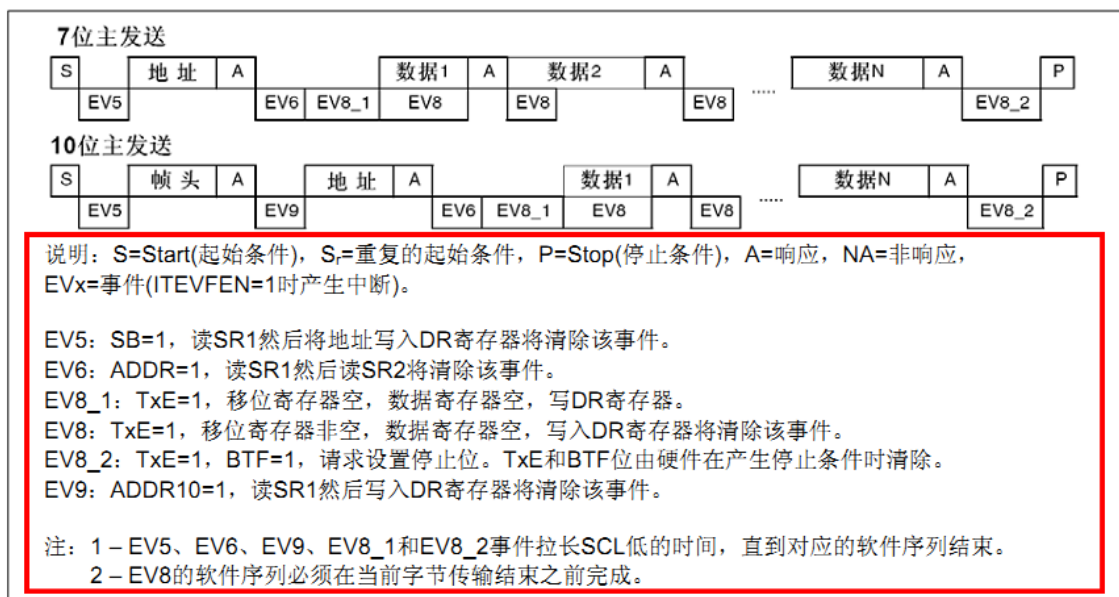 7位主发送
S 地址 A 数据1 A 数据2 A 数据N A P
EV5 EV6 EV8_1 EV8 EV8 EV8 ..... EV8_2
10位主发送
S 帧头 A 地址 A 数据1 A 数据N A P
EV5 EV9 EV6 EV8_1 EV8 EV8 ..... EV8_2
说明：S=Start(起始条件)，Sr=重复的起始条件，P=Stop(停止条件)，A=响应，NA=非响应，
EVx=事件(ITEVFEN=1时产生中断)。
EV5：SB=1，读SR1然后将地址写入DR寄存器将清除该事件。
EV6：ADDR=1，读SR1然后读SR2将清除该事件。
EV8_1：TxE=1，移位寄存器空，数据寄存器空，写DR寄存器。
EV8：TxE=1，移位寄存器非空，数据寄存器空，写入DR寄存器将清除该事件。
EV8_2：TxE=1，BTF=1，请求设置停止位。TxE和BTF位由硬件在产生停止条件时清除。
EV9：ADDR10=1，读SR1然后写入DR寄存器将清除该事件。
注：1 – EV5、EV6、EV9、EV8_1和EV8_2事件拉长SCL低的时间，直到对应的软件序列结束。
2 – EV8的软件序列必须在当前字节传输结束之前完成。